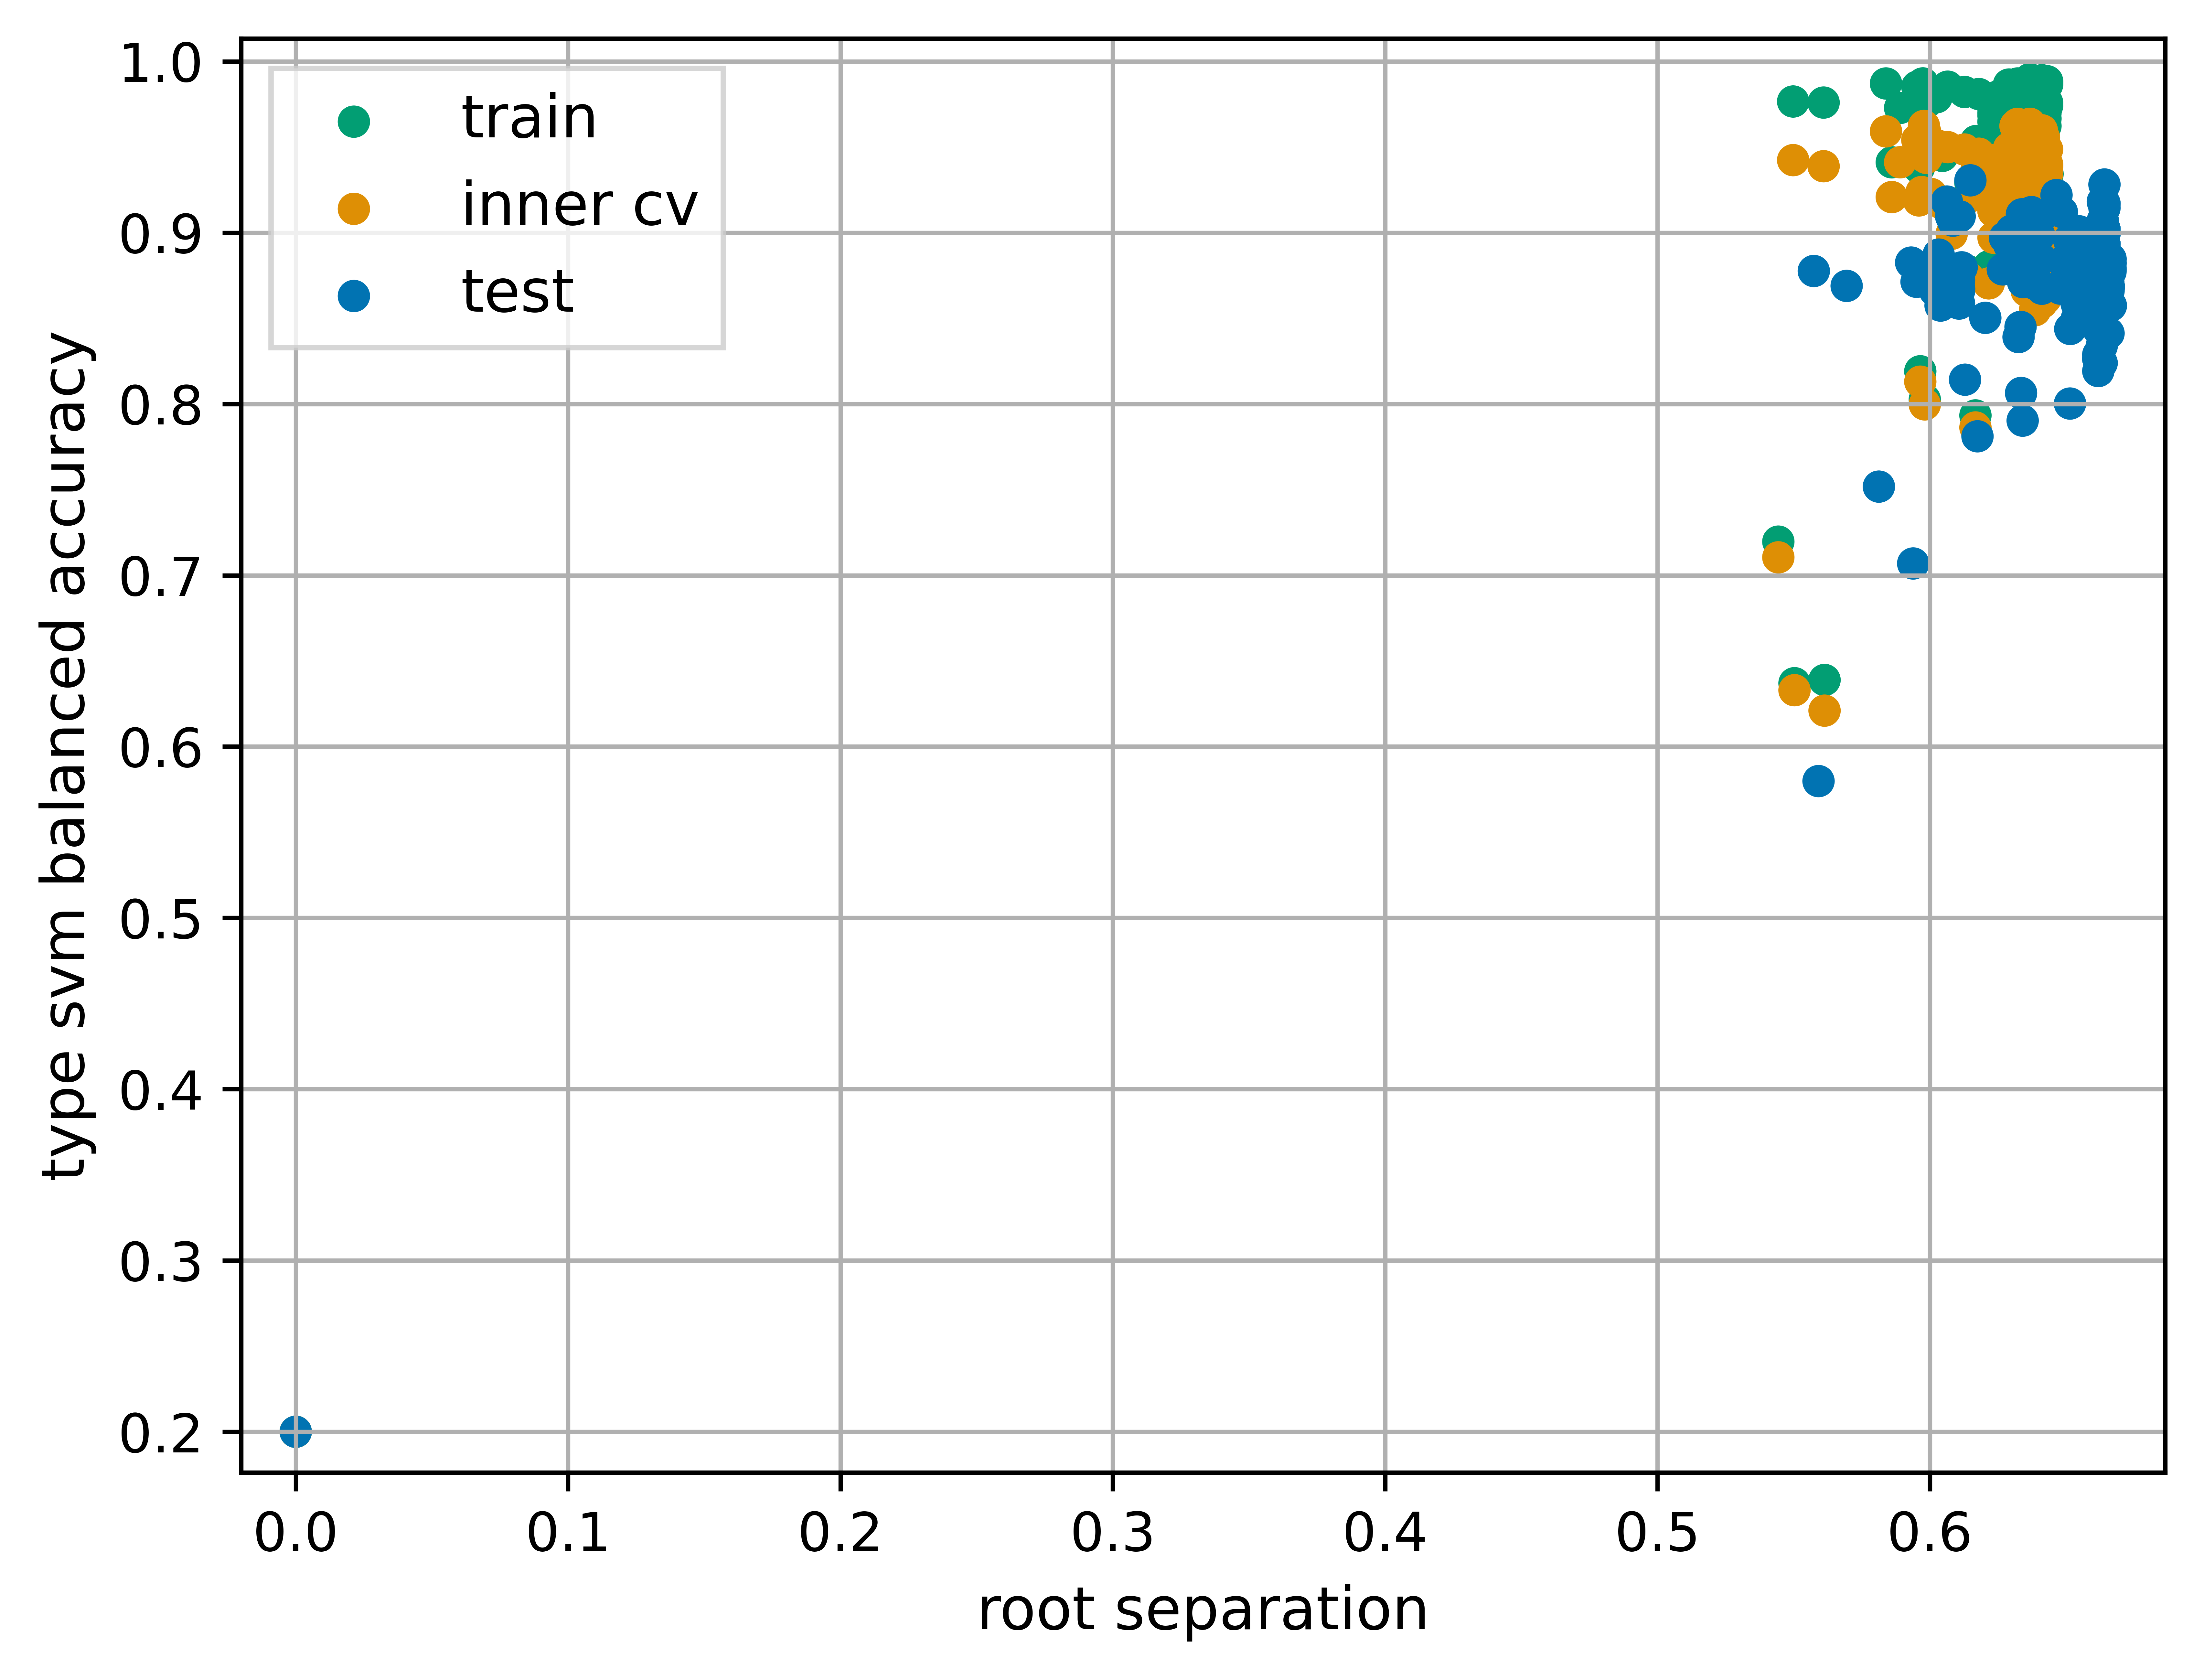 1.0
0.9
0.8
0.7
0.6
0.5
0.4
0.3
0.2
type svm balanced accuracy
train
inner cv
test
0.0 0.1 0.2 0.3 0.4 0.5 0.6
root separation